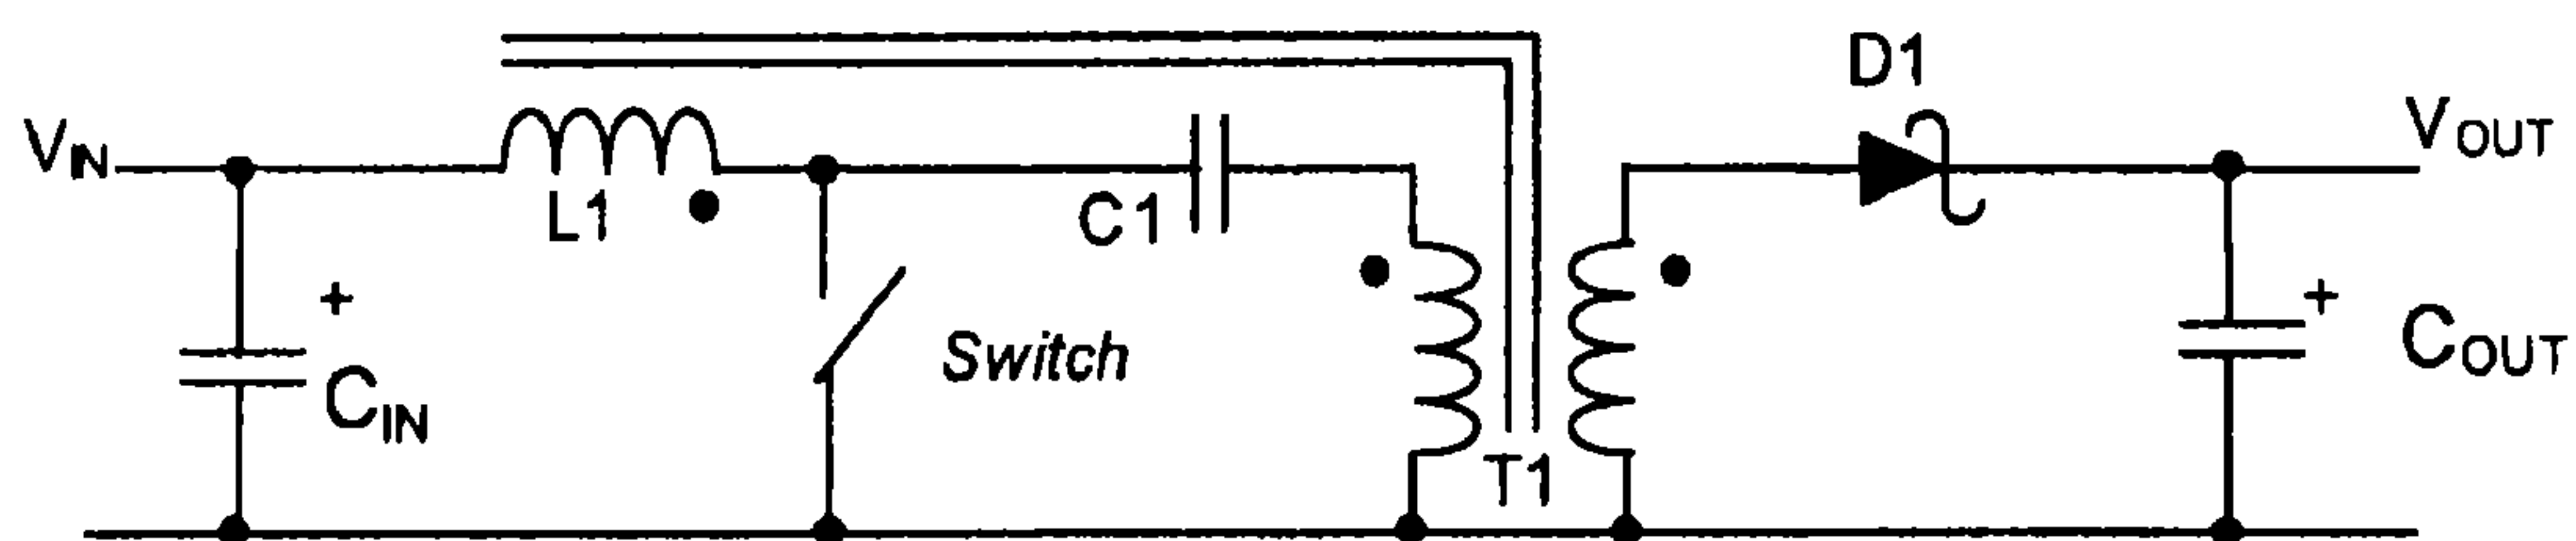 D1
VIN
L1
C1
VOUT
+
CIN
Switch
T1
+
COUT